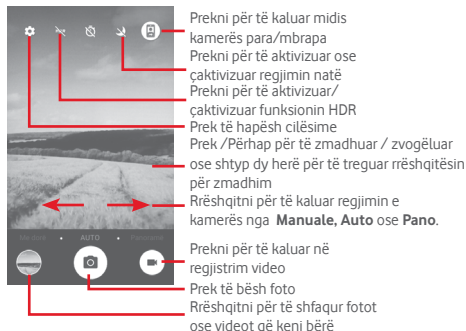 Prekni për të kaluar midis
kamerës para/mbrapa
Prekni për të aktivizuar ose
çaktivizuar regjimin natë
Prekni për të aktivizuar/
çaktivizuar funksionin HDR
Prek të hapësh cilësime
Prek /Përhap për të zmadhuar / zvogëluar
ose shtyp dy herë për të treguar rrëshqitësin
për zmadhim
Rrëshqitni për të kaluar regjimin e
kamerës nga Manuale, Auto ose Pano.
AUTO
Panorama
Prekni për të kaluar në
regjistrim video
Prek të bësh foto
Rrëshqitni për të shfaqur fotot
ose videot që keni bërë